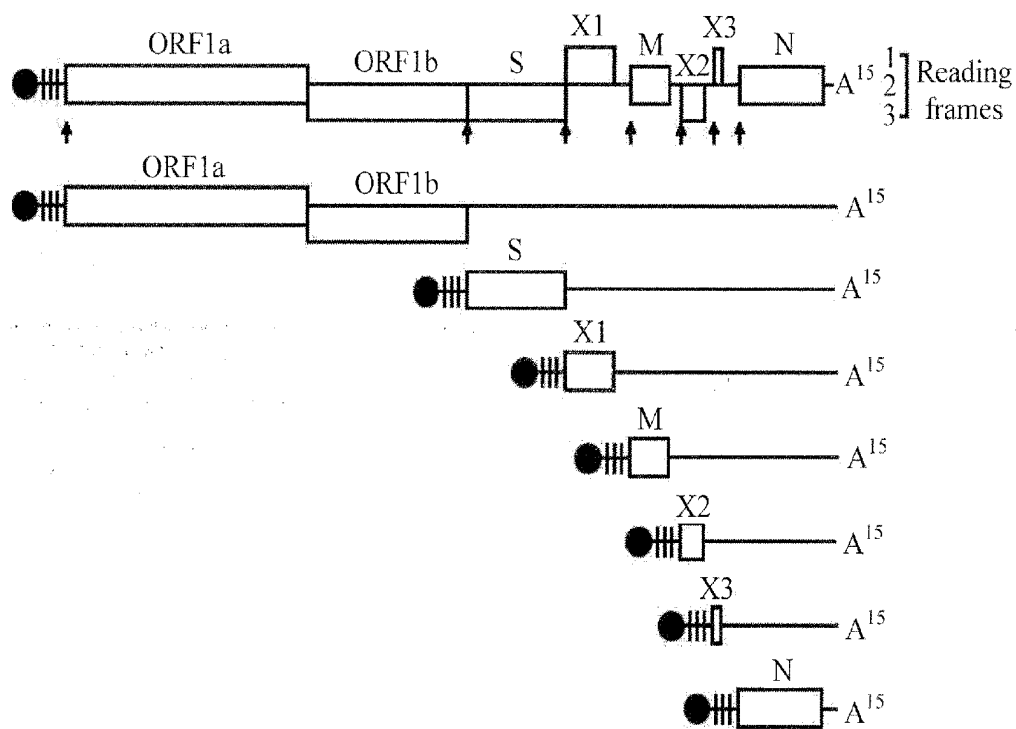 ORF1a ORF1b S X1 M X2 X3 N A15 1 2 3 Reading frames
ORF1a ORF1b A15
S A15
X1 A15
M A15
X2 A15
X3 A15
N A15